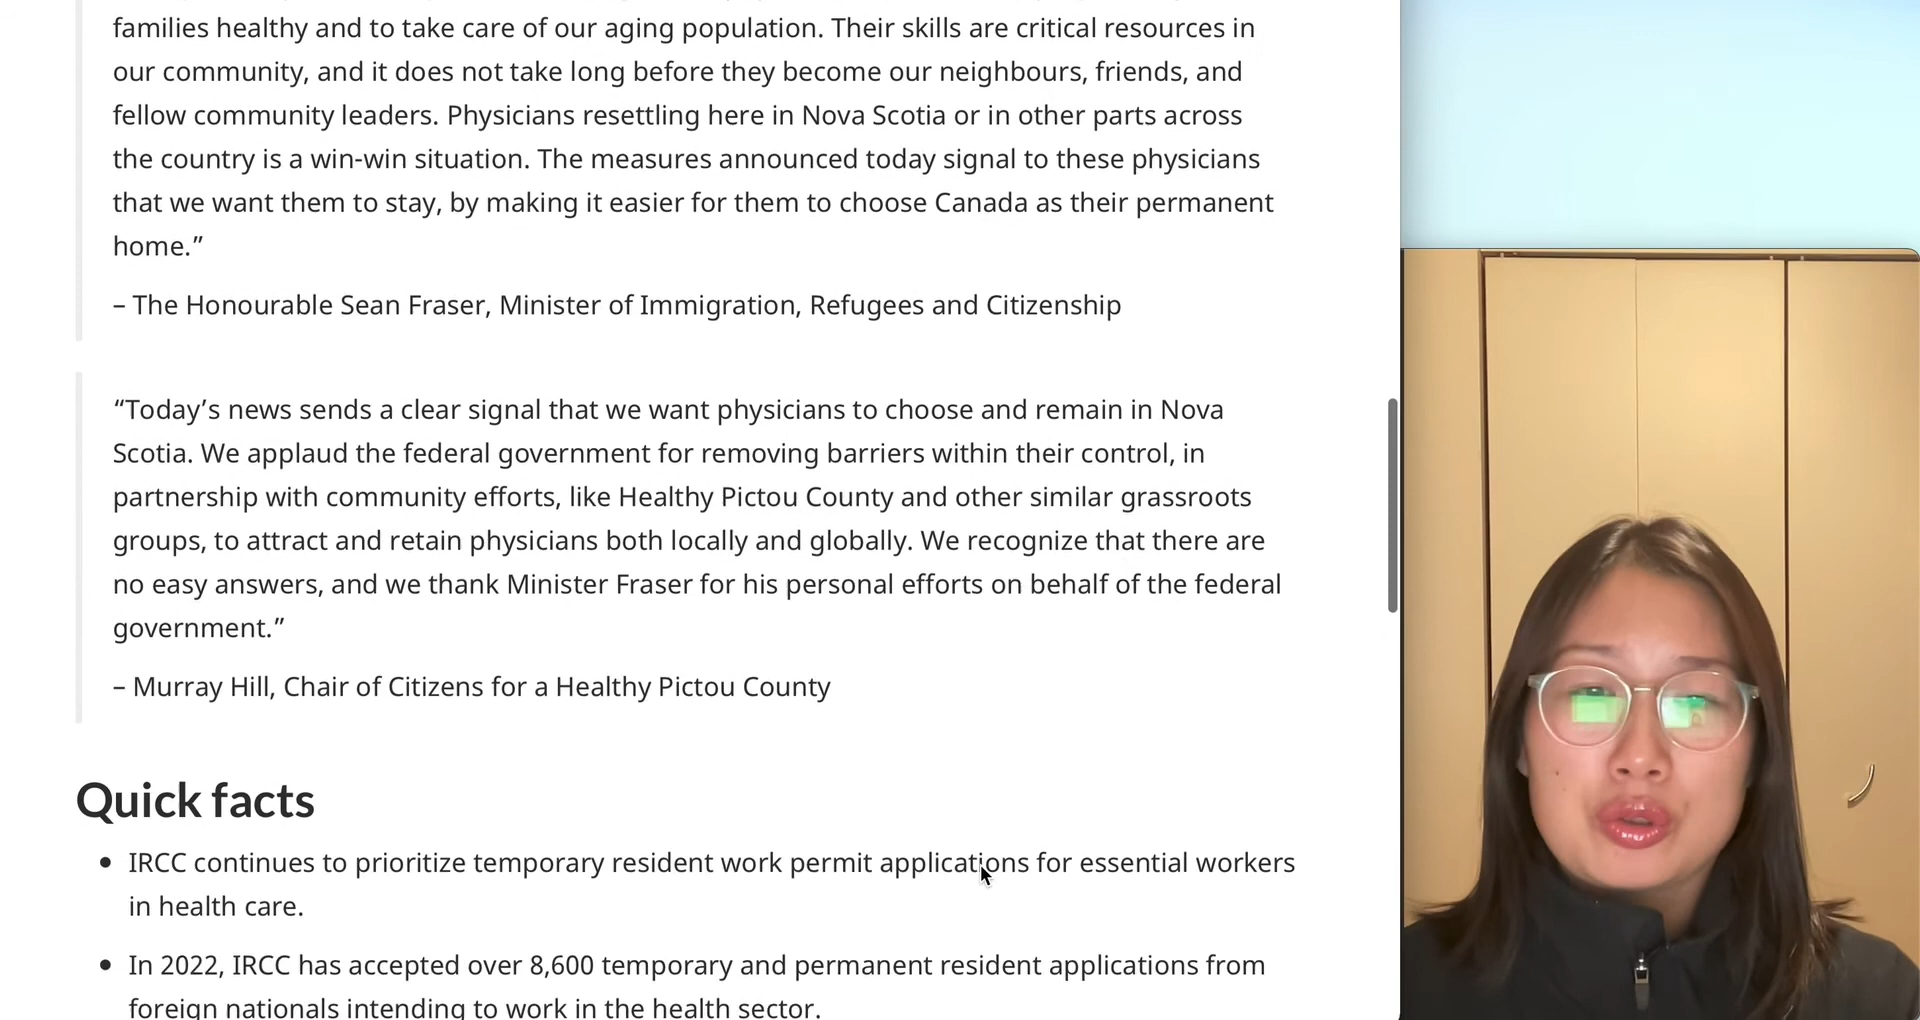 families healthy and to take care of our aging population. Their skills are critical resources in
our community, and it does not take long before they become our neighbours, friends, and
fellow community leaders. Physicians resettling here in Nova Scotia or in other parts across
the country is a win-win situation. The measures announced today signal to these physicians
that we want them to stay, by making it easier for them to choose Canada as their permanent
home.”
– The Honourable Sean Fraser, Minister of Immigration, Refugees and Citizenship
“Today’s news sends a clear signal that we want physicians to choose and remain in Nova
Scotia. We applaud the federal government for removing barriers within their control, in
partnership with community efforts, like Healthy Pictou County and other similar grassroots
groups, to attract and retain physicians both locally and globally. We recognize that there are
no easy answers, and we thank Minister Fraser for his personal efforts on behalf of the federal
government.”
– Murray Hill, Chair of Citizens for a Healthy Pictou County
Quick facts
• IRCC continues to prioritize temporary resident work permit applications for essential workers
in health care.
• In 2022, IRCC has accepted over 8,600 temporary and permanent resident applications from
foreign nationals intending to work in the health sector.